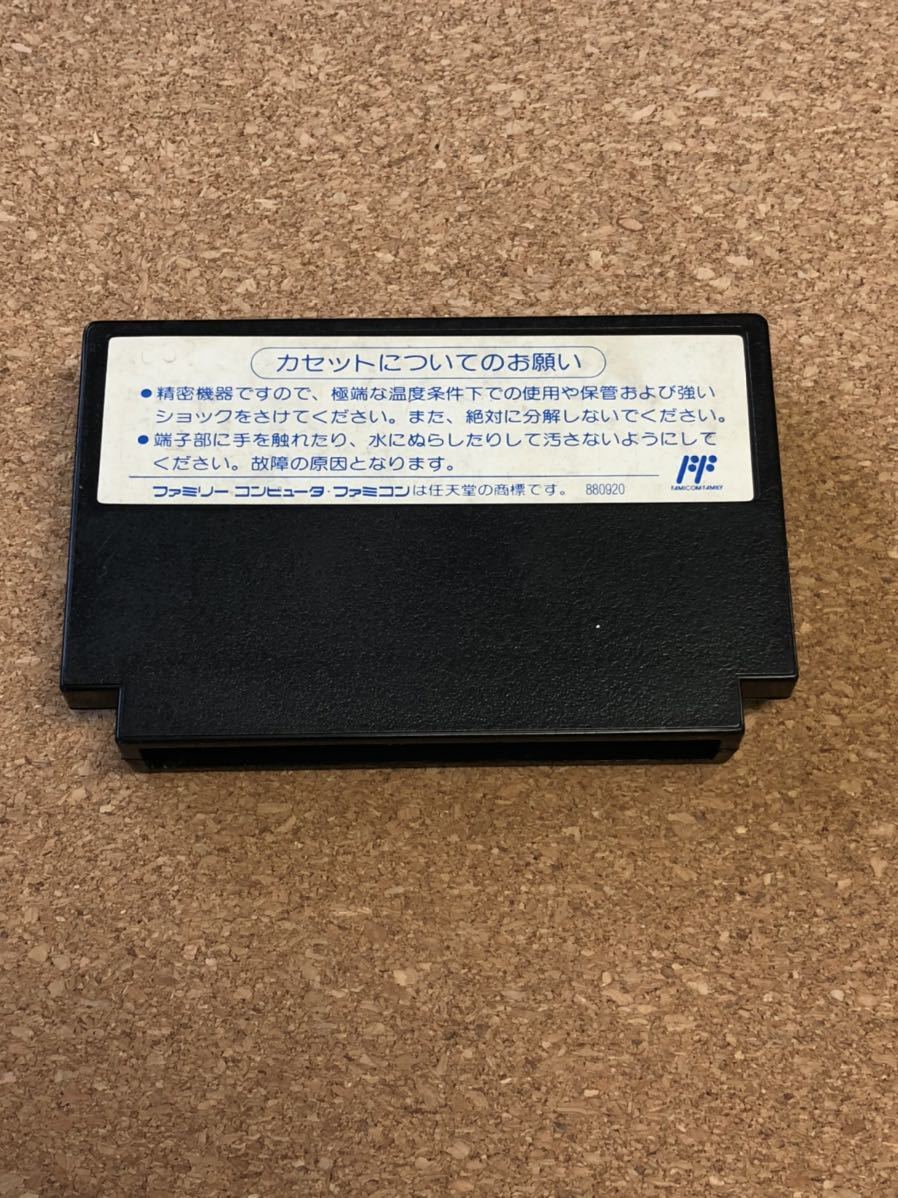 カセットについてのお願い
●精密機器ですので、極端な温度条件下での使用や保管および強い
ショックをさけてください。また、絶対に分解しないでください。
●端子部に手を触れたり、水にぬらしたりして汚さないようにして
ください。故障の原因となります。
FF
FAMICOM FAMILY
ファミリーコンピュータ・ファミコンは任天堂の商標です。 880920